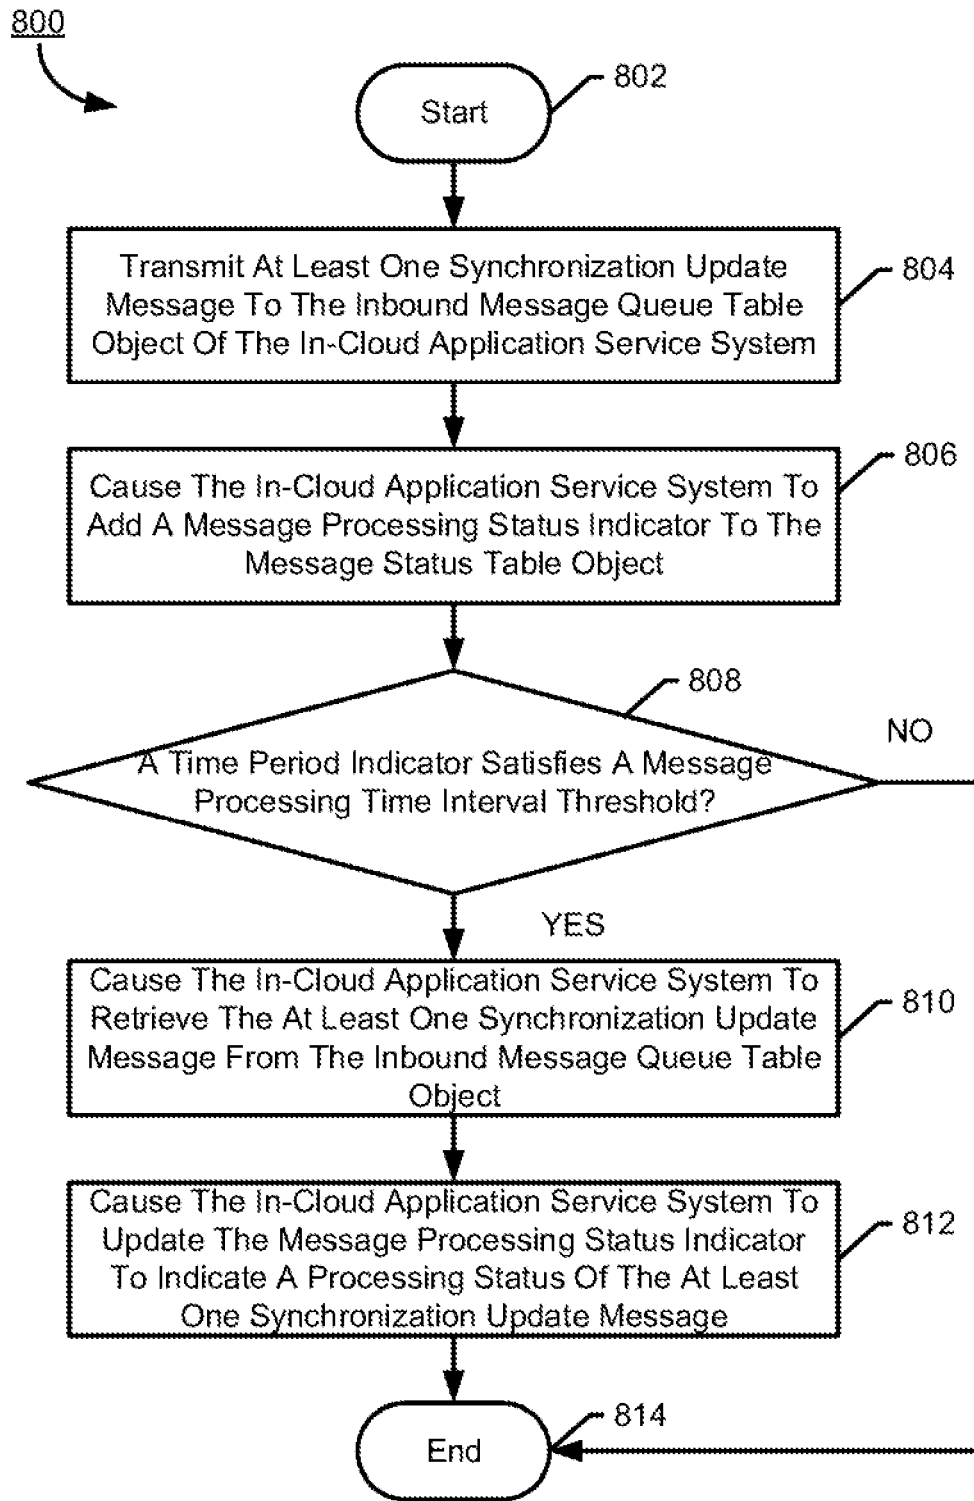 800
802
Start
Transmit At Least One Synchronization Update
Message To The Inbound Message Queue Table
Object Of The In-Cloud Application Service System
804
Cause The In-Cloud Application Service System To
Add A Message Processing Status Indicator To The
Message Status Table Object
806
808
NO
A Time Period Indicator Satisfies A Message
Processing Time Interval Threshold?
YES
Cause The In-Cloud Application Service System To
Retrieve The At Least One Synchronization Update
Message From The Inbound Message Queue Table
Object
810
Cause The In-Cloud Application Service System To
Update The Message Processing Status Indicator
To Indicate A Processing Status Of The At Least
One Synchronization Update Message
812
814
End